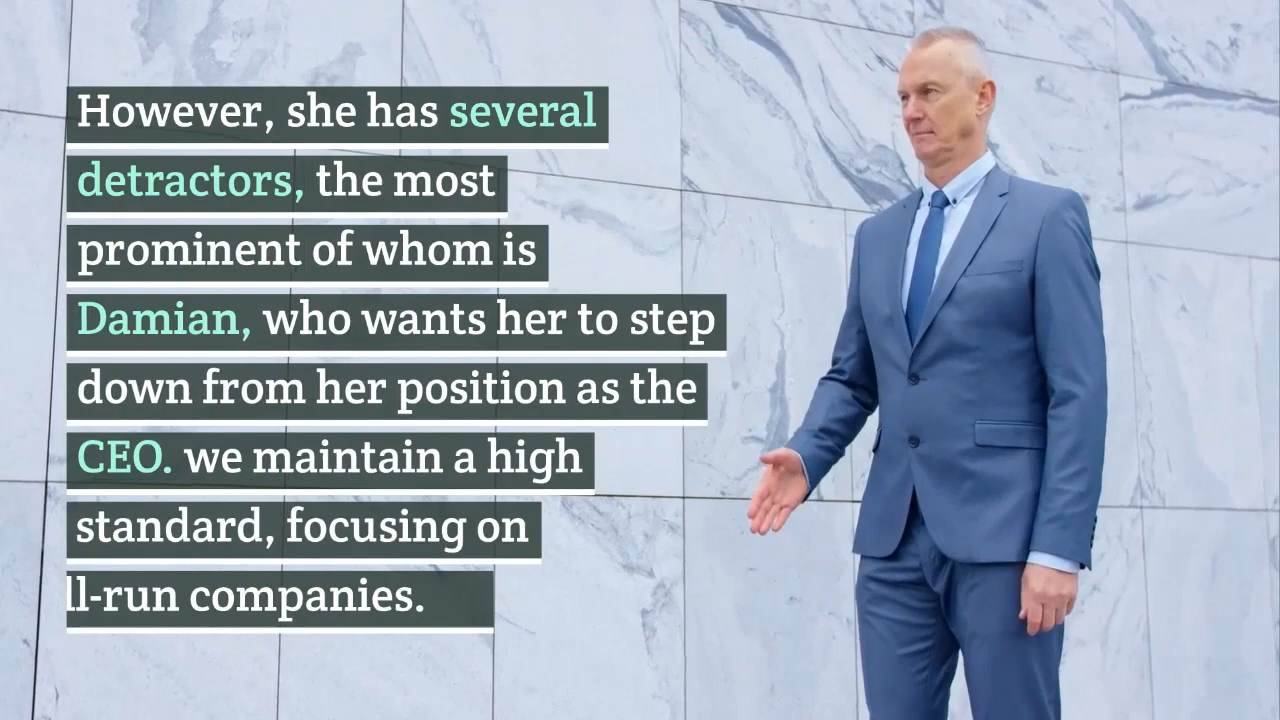 However, she has several
detractors, the most
prominent of whom is
Damian, who wants her to step
down from her position as the
CEO. we maintain a high
standard, focusing on
ll-run companies.